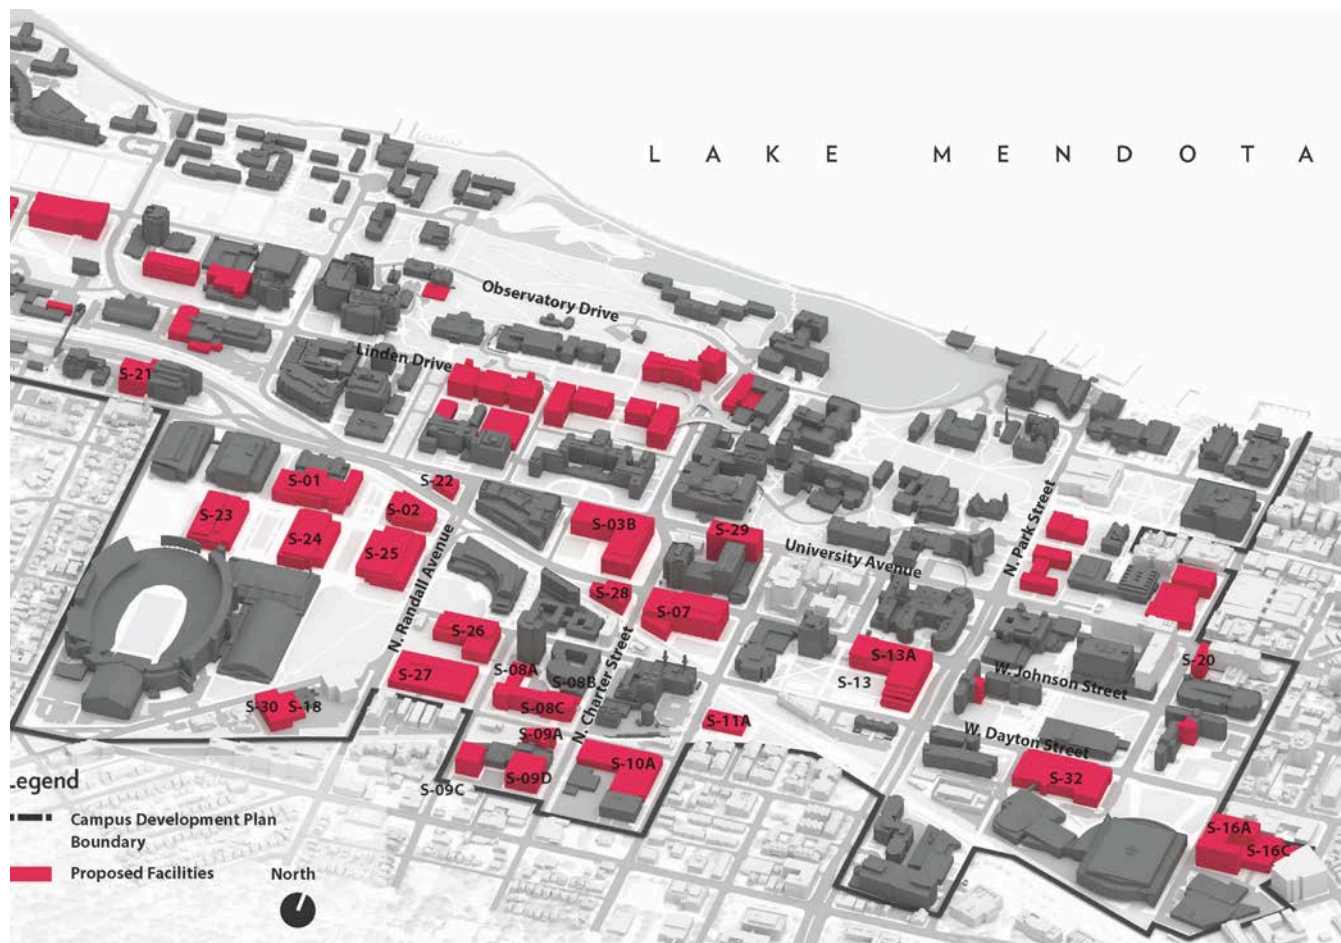 L A K E M E N D O T A
Observatory Drive
Linden Drive
S-21
S-01
S-22
S-02
S-23
S-03B
S-24
S-25
S-29
N. Park Street
University Avenue
N. Randall Avenue
S-28
S-07
S-26
N. Charter Street
S-13A
S-20
S-08A
S-27
S-08B
S-13
W. Johnson Street
S-30
S-18
S-08C
S-11A
S-09A
W. Dayton Street
S-10A
S-09D
S-32
S-09C
Legend
Campus Development Plan
Boundary
S-16A
S-16C
Proposed Facilities
North